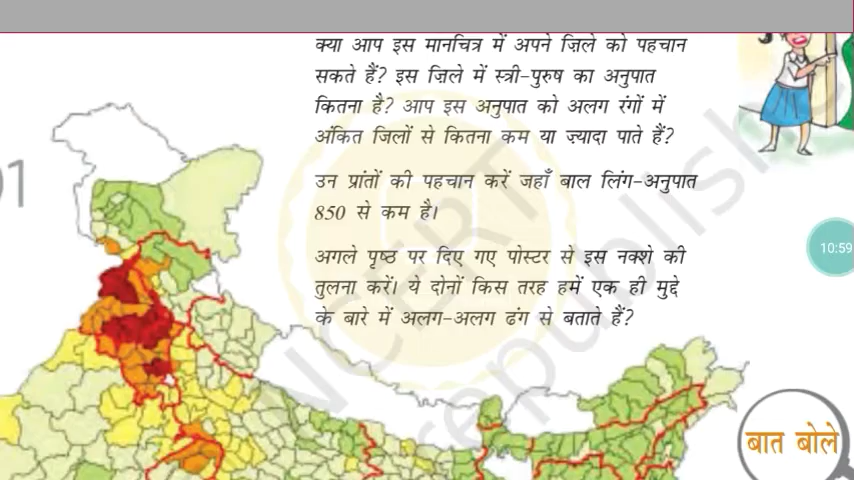 क्या आप इस मानचित्र में अपने ज़िले को पहचान
सकते हैं? इस ज़िले में स्त्री-पुरुष का अनुपात
कितना है? आप इस अनुपात को अलग रंगों में
अंकित जिलों से कितना कम या ज़्यादा पाते हैं?
उन प्रांतों की पहचान करें जहाँ बाल लिंग-अनुपात
850 से कम है।
अगले पृष्ठ पर दिए गए पोस्टर से इस नक्शे की
तुलना करें। ये दोनों किस तरह हमें एक ही मुद्दे
के बारे में अलग-अलग ढंग से बताते हैं?
10:59
बात बोले
NCERT
republishe